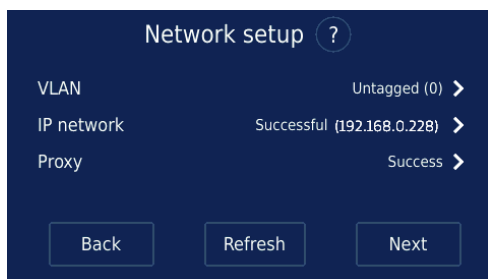 Network setup ?
VLAN Untagged (0)
IP network Successful (192.168.0.228)
Proxy Success
Back Refresh Next